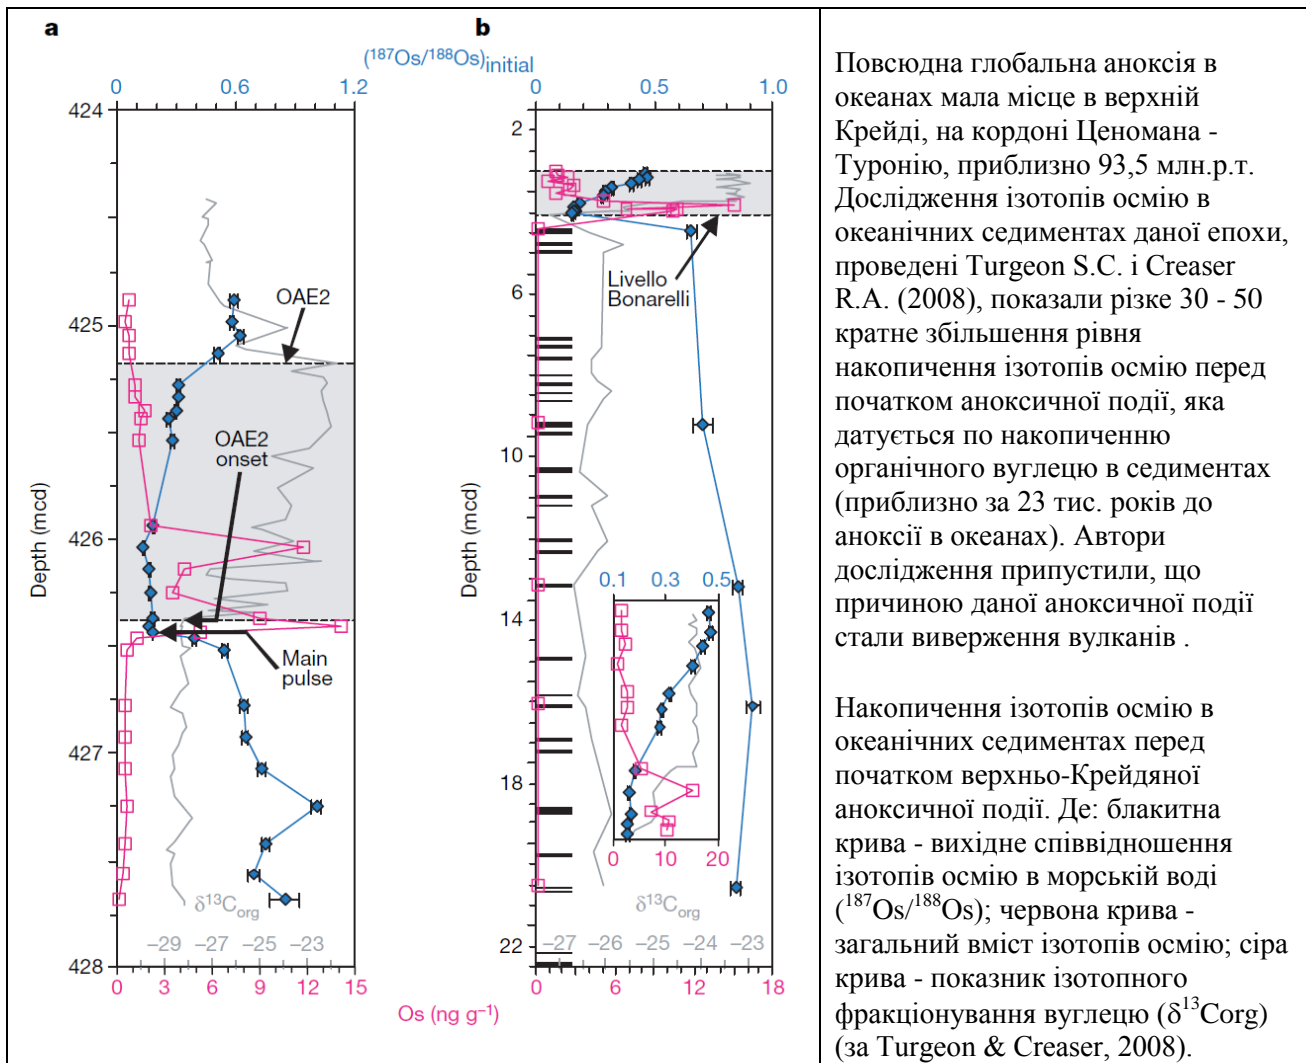 a
b
(187Os/188Os)initial
0 0.6 1.2
0 0.5 1.0
424
425
426
427
428
Depth (mcd)
OAE2
OAE2
onset
Main
pulse
δ13Corg
–29 –27 –25 –23
0 3 6 9 12 15
Os (ng g–1)
2
6
10
14
18
22
Depth (mcd)
Livello
Bonarelli
0.1 0.3 0.5
0 10 20
δ13Corg
–27 –26 –25 –24 –23
0 6 12 18
Повсюдна глобальна аноксія в
океанах мала місце в верхній
Крейді, на кордоні Ценомана -
Туронію, приблизно 93,5 млн.р.т.
Дослідження ізотопів осмію в
океанічних седиментах даної епохи,
проведені Turgeon S.C. і Creaser
R.A. (2008), показали різке 30 - 50
кратне збільшення рівня
накопичення ізотопів осмію перед
початком аноксичної події, яка
датується по накопиченню
органічного вуглецю в седиментах
(приблизно за 23 тис. років до
аноксії в океанах). Автори
дослідження припустили, що
причиною даної аноксичної події
стали виверження вулканів .
Накопичення ізотопів осмію в
океанічних седиментах перед
початком верхньо-Крейдяної
аноксичної події. Де: блакитна
крива - вихідне співвідношення
ізотопів осмію в морській воді
(187Os/188Os); червона крива -
загальний вміст ізотопів осмію; сіра
крива - показник ізотопного
фракціонування вуглецю (δ13Corg)
(за Turgeon & Creaser, 2008).